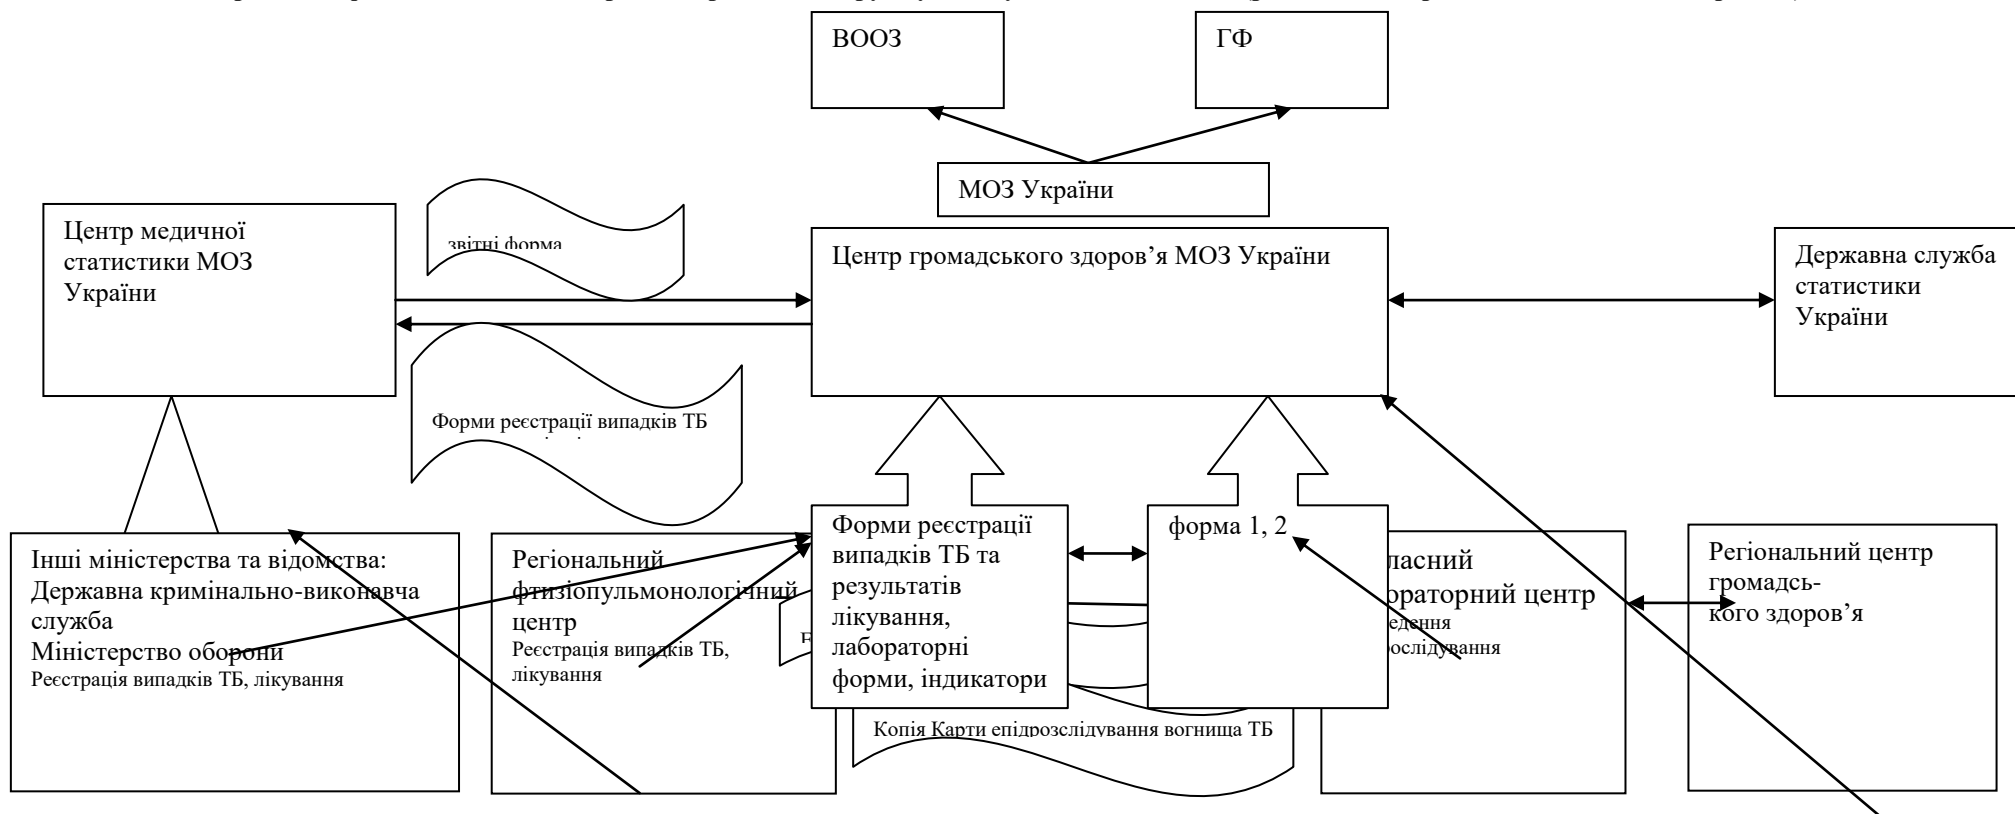 ВООЗ
ГФ
МОЗ України
Центр медичної
статистики МОЗ
України
звітні форма
Центр громадського здоров’я МОЗ України
Державна служба
статистики
України
Форми реєстрації випадків ТБ
Інші міністерства та відомства:
Державна кримінально-виконавча
служба
Міністерство оборони
Реєстрація випадків ТБ, лікування
Регіональний
фтизіопульмонологічний
центр
Реєстрація випадків ТБ,
лікування
Форми реєстрації
випадків ТБ та
результатів
лікування,
лабораторні
форми, індикатори
форма 1, 2
ласний
ораторний центр
едення
ослідування
Регіональний центр
громадсь-
кого здоров’я
Копія Карти епідрозслідування вогнища ТБ